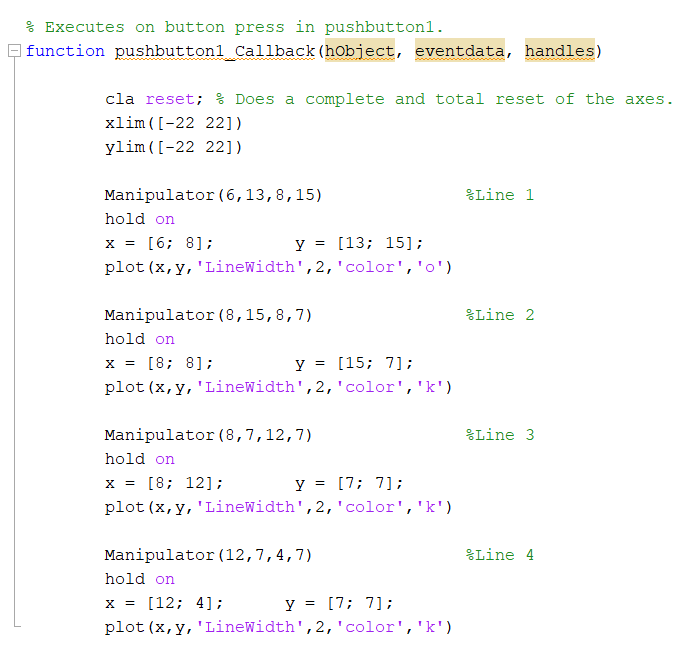 % Executes on button press in pushbutton1.
function pushbutton1_Callback(hObject, eventdata, handles)
cla reset; % Does a complete and total reset of the axes.
xlim([-22 22])
ylim([-22 22])
Manipulator(6,13,8,15) %Line 1
hold on
x = [6; 8]; y = [13; 15];
plot(x,y,'LineWidth',2,'color','o')
Manipulator(8,15,8,7) %Line 2
hold on
x = [8; 8]; y = [15; 7];
plot(x,y,'LineWidth',2,'color','k')
Manipulator(8,7,12,7) %Line 3
hold on
x = [8; 12]; y = [7; 7];
plot(x,y,'LineWidth',2,'color','k')
Manipulator(12,7,4,7) %Line 4
hold on
x = [12; 4]; y = [7; 7];
plot(x,y,'LineWidth',2,'color','k')